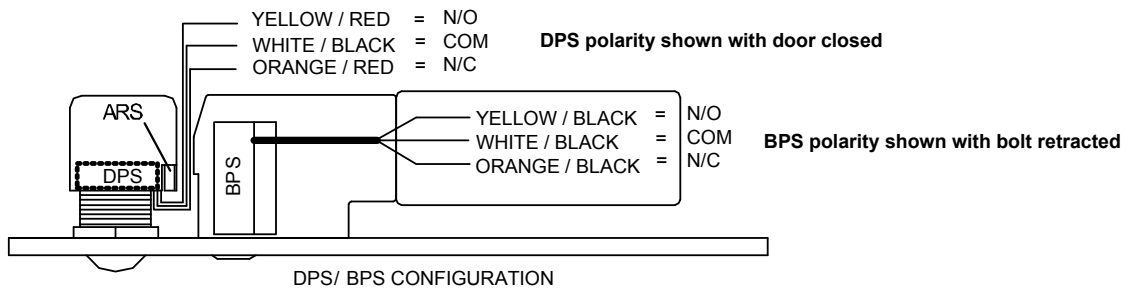 YELLOW / RED = N/O
WHITE / BLACK = COM
ORANGE / RED = N/C
DPS polarity shown with door closed
ARS
DPS
BPS
YELLOW / BLACK = N/O
WHITE / BLACK = COM
ORANGE / BLACK = N/C
BPS polarity shown with bolt retracted
DPS/ BPS CONFIGURATION